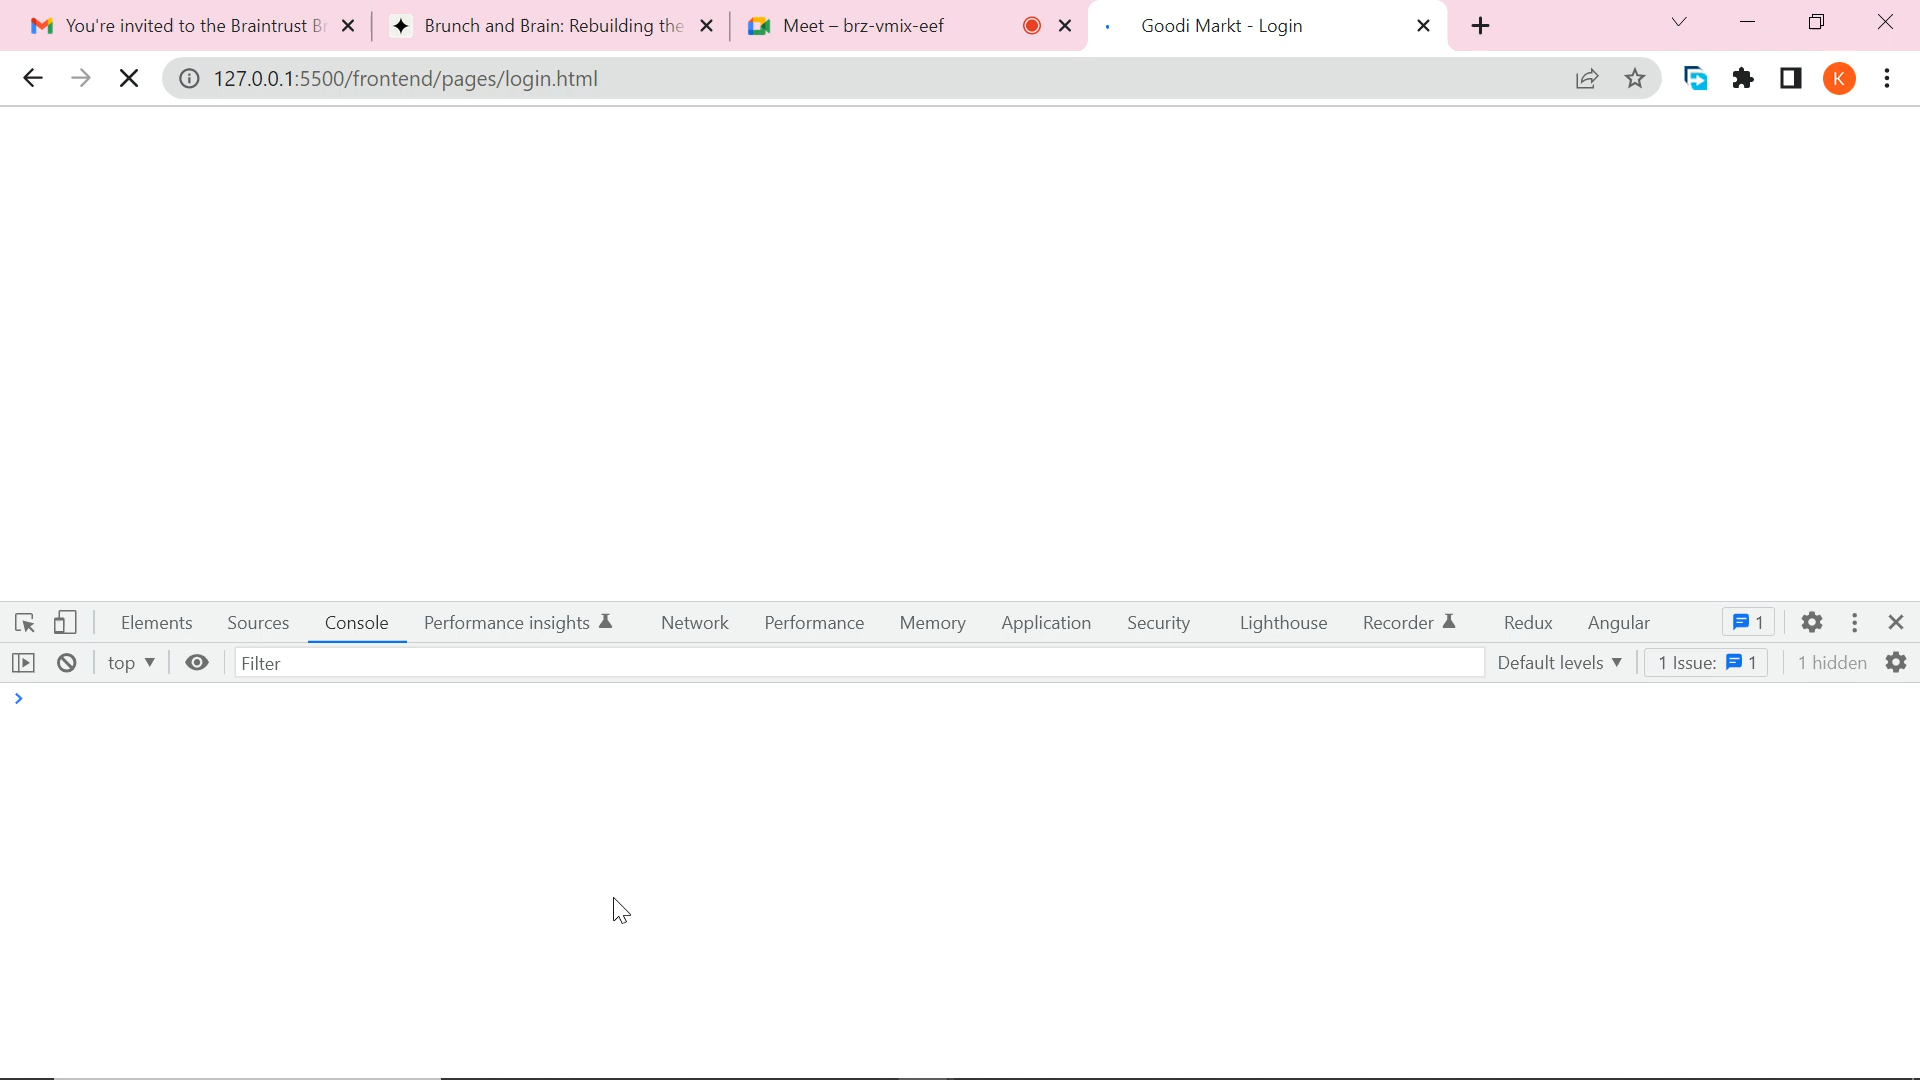 You're invited to the Braintrust Br
Brunch and Brain: Rebuilding the
Meet – brz-vmix-eef
Goodi Markt - Login
127.0.0.1:5500/frontend/pages/login.html
K
Elements Sources Console Performance insights Network Performance Memory Application Security Lighthouse Recorder Redux Angular 1
top Filter Default levels 1 Issue: 1 1 hidden